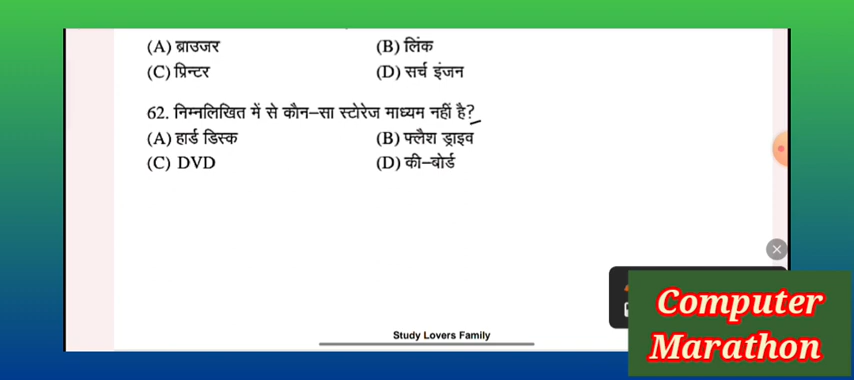 (A) ब्राउजर (B) लिंक
(C) प्रिन्टर (D) सर्च इंजन
62. निम्नलिखित में से कौन-सा स्टोरेज माध्यम नहीं है?
(A) हार्ड डिस्क (B) फ्लैश ड्राइव
(C) DVD (D) की-बोर्ड
Study Lovers Family
Computer
Marathon